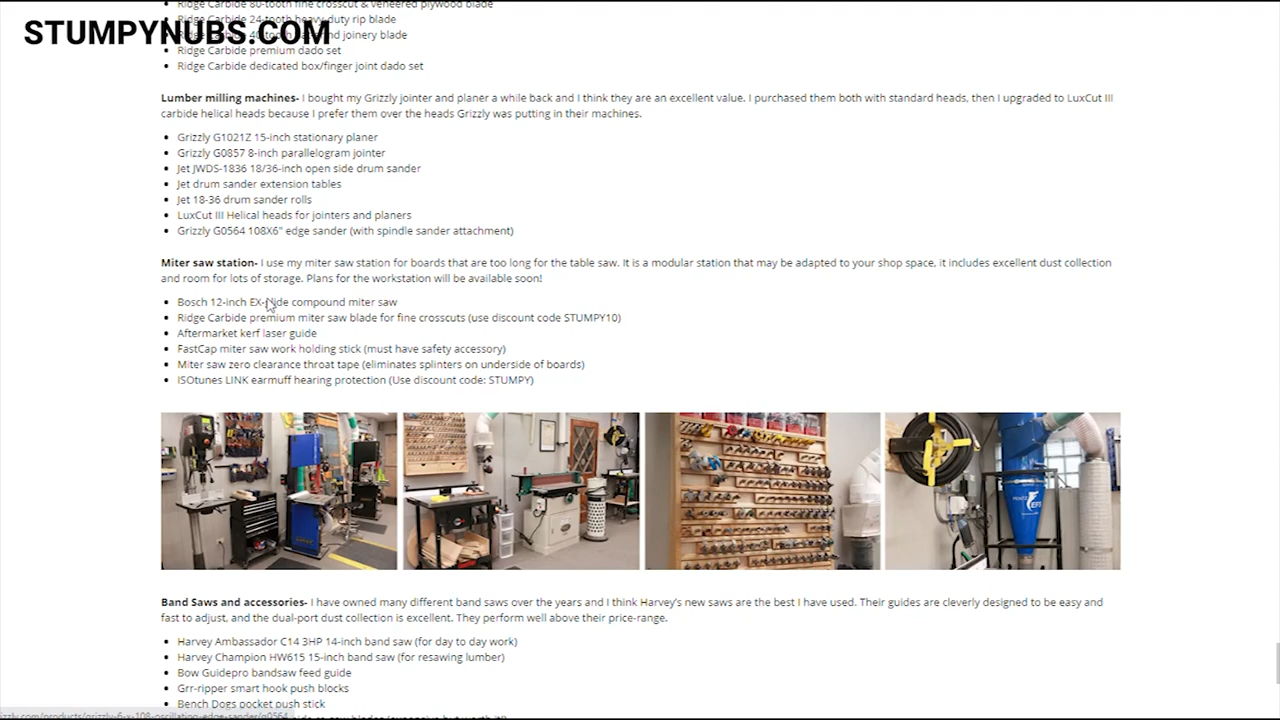 Ridge Carbide 80-tooth fine crosscut & veneered plywood blade
STUMPYNUBS.COM
Ridge Carbide 24-tooth heavy duty rip blade
Ridge Carbide 40-tooth and joinery blade
Ridge Carbide premium dado set
Ridge Carbide dedicated box/finger joint dado set
Lumber milling machines- I bought my Grizzly jointer and planer a while back and I think they are an excellent value. I purchased them both with standard heads, then I upgraded to LuxCut III
carbide helical heads because I prefer them over the heads Grizzly was putting in their machines.
Grizzly G1021Z 15-inch stationary planer
Grizzly G0857 8-inch parallelogram jointer
Jet JWDS-1836 18/36-inch open side drum sander
Jet drum sander extension tables
Jet 18-36 drum sander rolls
LuxCut III Helical heads for jointers and planers
Grizzly G0564 108X6" edge sander (with spindle sander attachment)
Miter saw station- I use my miter saw station for boards that are too long for the table saw. It is a modular station that may be adapted to your shop space, it includes excellent dust collection
and room for lots of storage. Plans for the workstation will be available soon!
Bosch 12-inch compound miter saw
Ridge Carbide premium miter saw blade for fine crosscuts (use discount code STUMPY10)
Aftermarket kerf laser guide
FastCap miter saw work holding stick (must have safety accessory)
Miter saw zero clearance throat tape (eliminates splinters on underside of boards)
ISOtunes LINK earmuff hearing protection (Use discount code: STUMPY)
Band Saws and accessories- I have owned many different band saws over the years and I think Harvey's new saws are the best I have used. Their guides are cleverly designed to be easy and
fast to adjust, and the dual-port dust collection is excellent. They perform well above their price-range.
Harvey Ambassador C14 3HP 14-inch band saw (for day to day work)
Harvey Champion HW615 15-inch band saw (for resawing lumber)
Bow Guidepro bandsaw feed guide
Grr-ripper smart hook push blocks
Bench Dogs pocket push stick